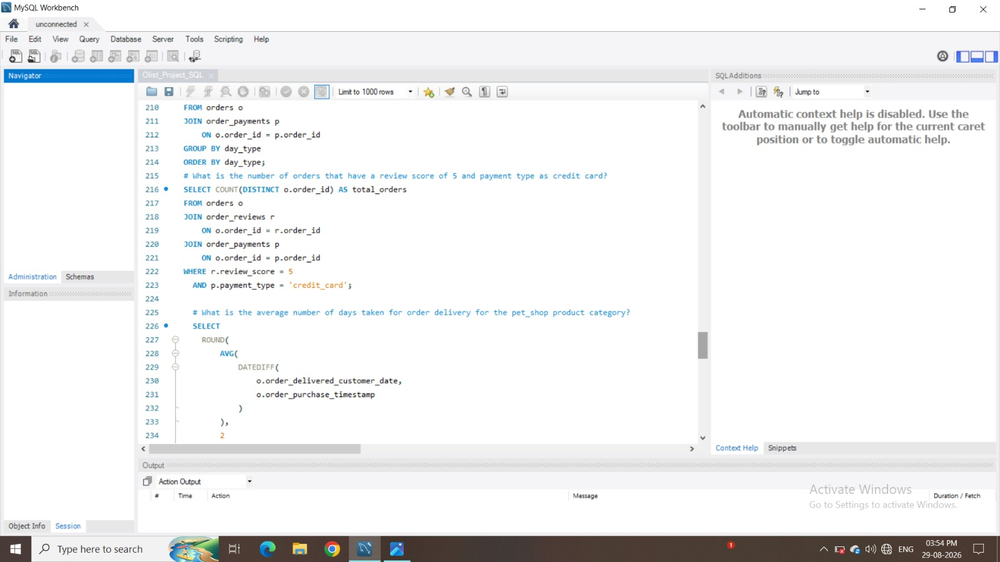 MySQL Workbench
unconnected
File Edit View Query Database Server Tools Scripting Help
Navigator
Olist_Project_SQL
SQLAdditions
Limit to 1000 rows
Jump to
Automatic context help is disabled. Use the
toolbar to manually get help for the current caret
position or to toggle automatic help.
210 FROM orders o
211 JOIN order_payments p
212 ON o.order_id = p.order_id
213 GROUP BY day_type
214 ORDER BY day_type;
215 # What is the number of orders that have a review score of 5 and payment type as credit card?
216 SELECT COUNT(DISTINCT o.order_id) AS total_orders
217 FROM orders o
218 JOIN order_reviews r
219 ON o.order_id = r.order_id
220 JOIN order_payments p
221 ON o.order_id = p.order_id
222 WHERE r.review_score = 5
223 AND p.payment_type = 'credit_card';
224
225 # What is the average number of days taken for order delivery for the pet_shop product category?
226 SELECT
227 ROUND(
228 AVG(
229 DATEDIFF(
230 o.order_delivered_customer_date,
231 o.order_purchase_timestamp
232 )
233 ),
234 2
Administration Schemas
Information
Context Help Snippets
Output
Action Output
# Time Action Message Duration / Fetch
Activate Windows
Go to Settings to activate Windows.
Object Info Session
Type here to search
1
ENG
03:54 PM
29-08-2026